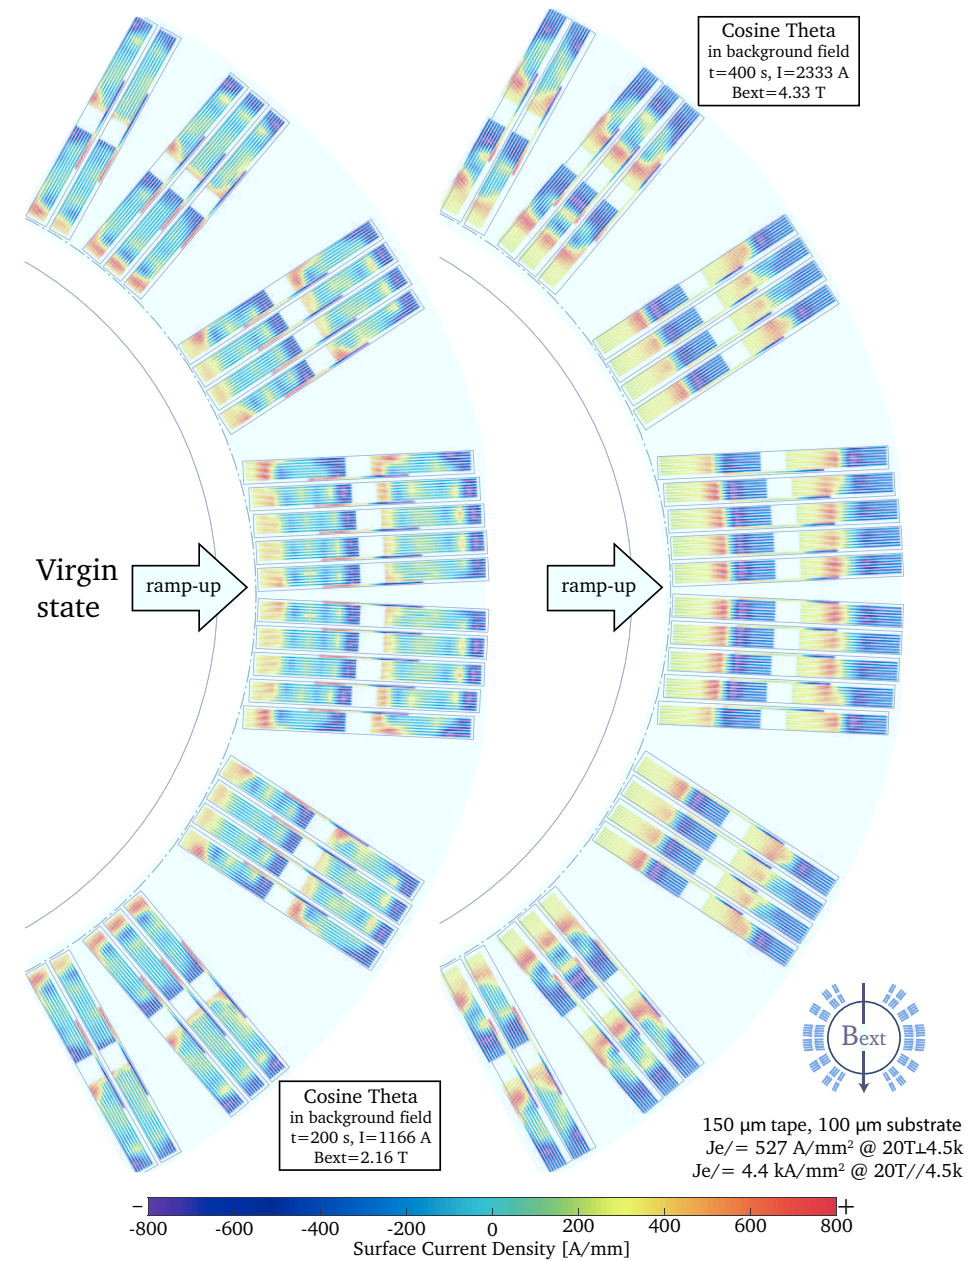 Cosine Theta
in background field
t=400 s, I=2333 A
Bext=4.33 T
Virgin
state
ramp-up
ramp-up
Bext
Cosine Theta
in background field
t=200 s, I=1166 A
Bext=2.16 T
150 µm tape, 100 µm substrate
Je/= 527 A/mm² @ 20T⊥4.5k
Je/= 4.4 kA/mm² @ 20T//4.5k
− +
-800 -600 -400 -200 0 200 400 600 800
Surface Current Density [A/mm]